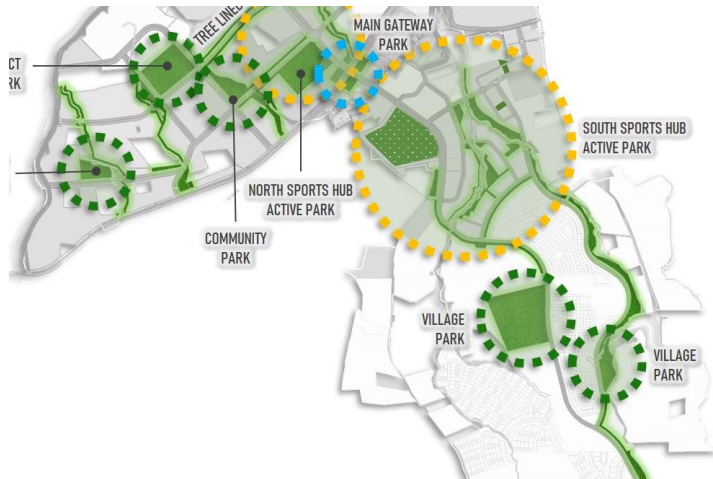 TREE LINED
MAIN GATEWAY
PARK
CT
RK
SOUTH SPORTS HUB
ACTIVE PARK
NORTH SPORTS HUB
ACTIVE PARK
COMMUNITY
PARK
VILLAGE
PARK
VILLAGE
PARK